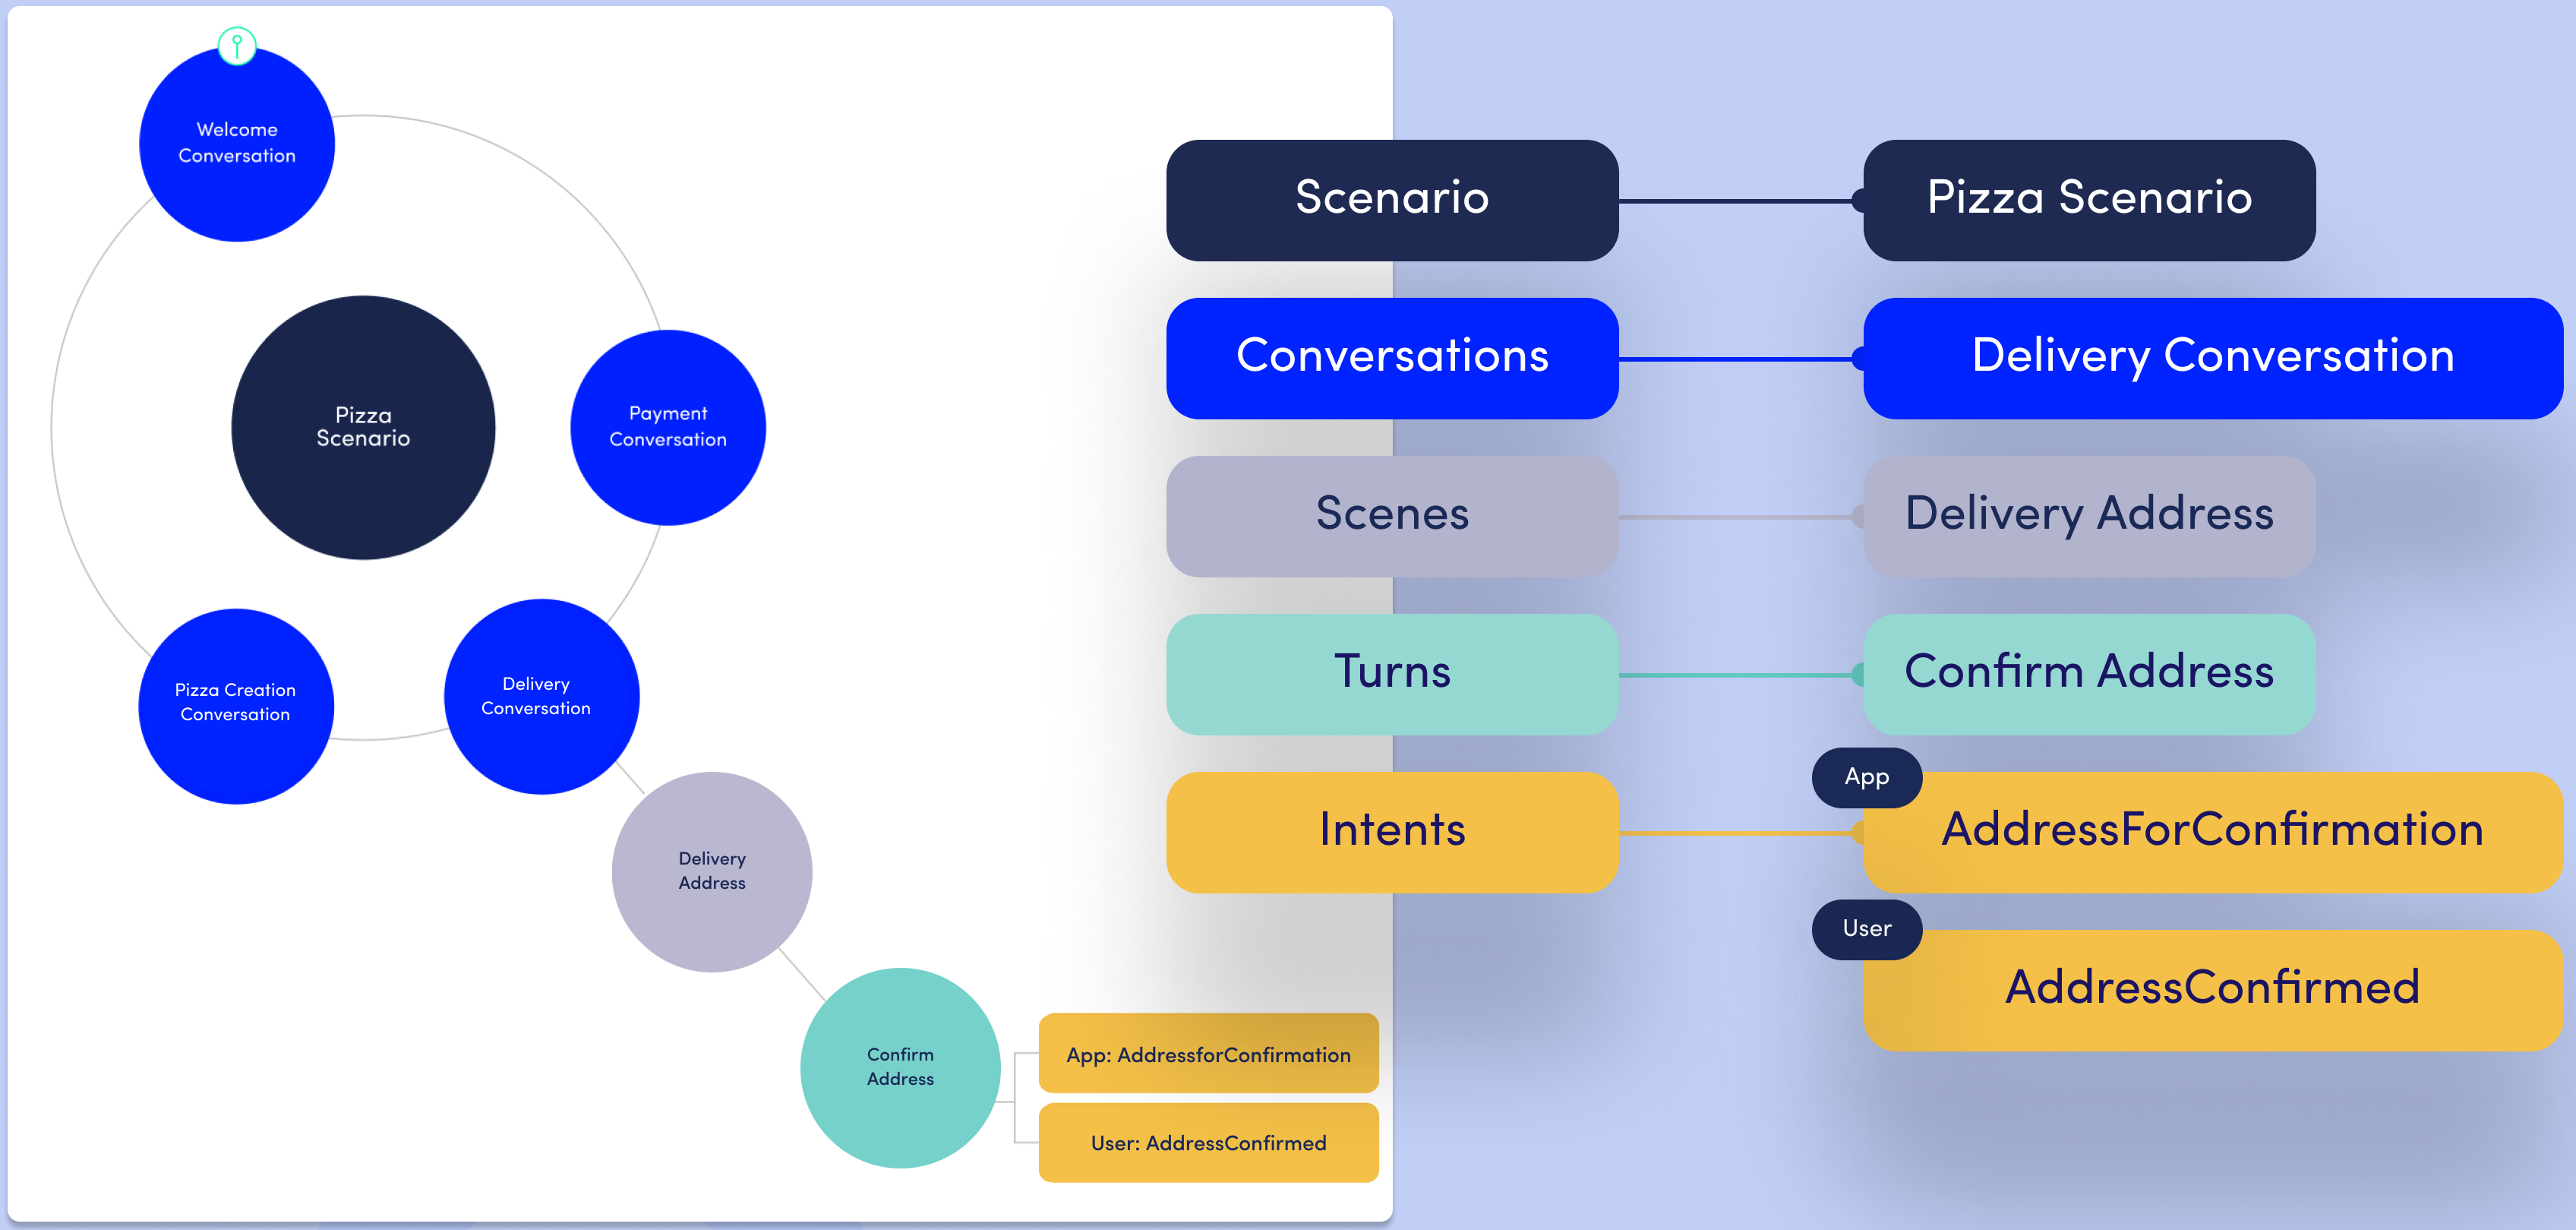 Welcome
Conversation
Pizza
Scenario
Payment
Conversation
Pizza Creation
Conversation
Delivery
Conversation
Delivery
Address
Confirm
Address
App: AddressforConfirmation
User: AddressConfirmed
Scenario
Pizza Scenario
Conversations
Delivery Conversation
Scenes
Delivery Address
Turns
Confirm Address
Intents
App
AddressForConfirmation
User
AddressConfirmed